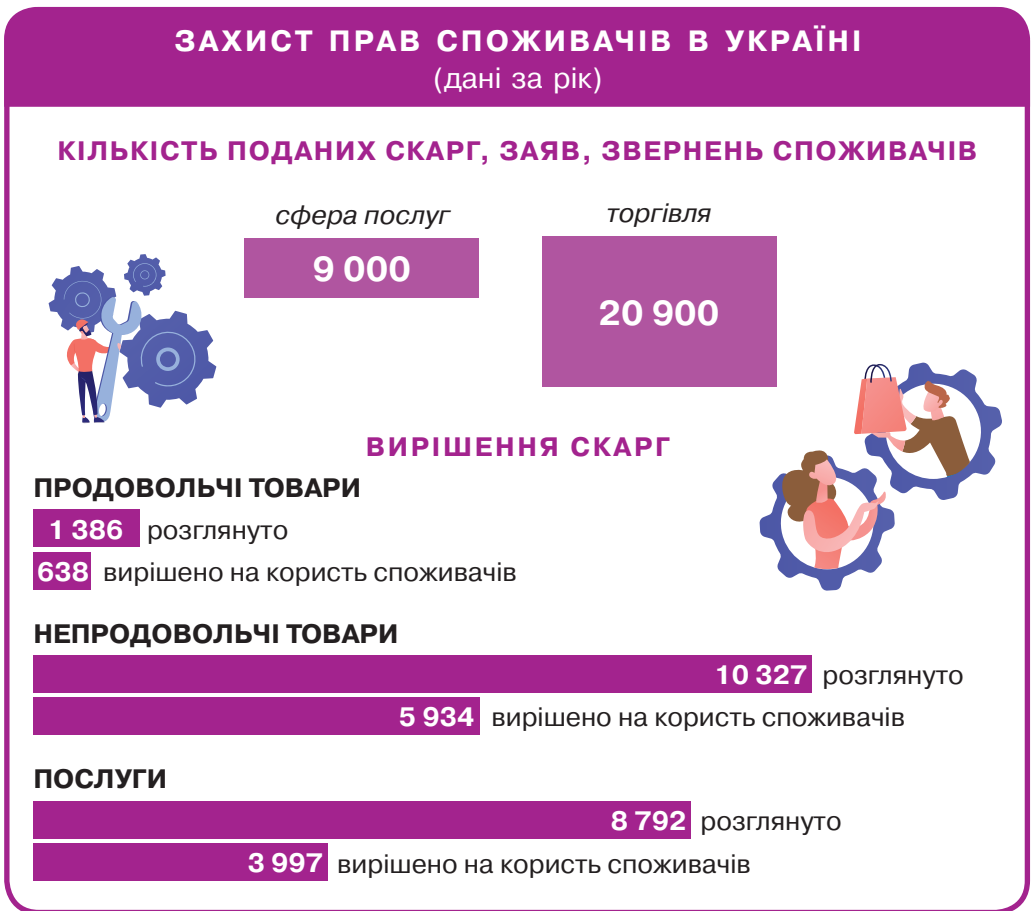 ЗАХИСТ ПРАВ СПОЖИВАЧІВ В УКРАЇНІ
(дані за рік)
КІЛЬКІСТЬ ПОДАНИХ СКАРГ, ЗАЯВ, ЗВЕРНЕНЬ СПОЖИВАЧІВ
сфера послуг
9 000
торгівля
20 900
ВИРІШЕННЯ СКАРГ
ПРОДОВОЛЬЧІ ТОВАРИ
1 386 розглянуто
638 вирішено на користь споживачів
НЕПРОДОВОЛЬЧІ ТОВАРИ
10 327 розглянуто
5 934 вирішено на користь споживачів
ПОСЛУГИ
8 792 розглянуто
3 997 вирішено на користь споживачів